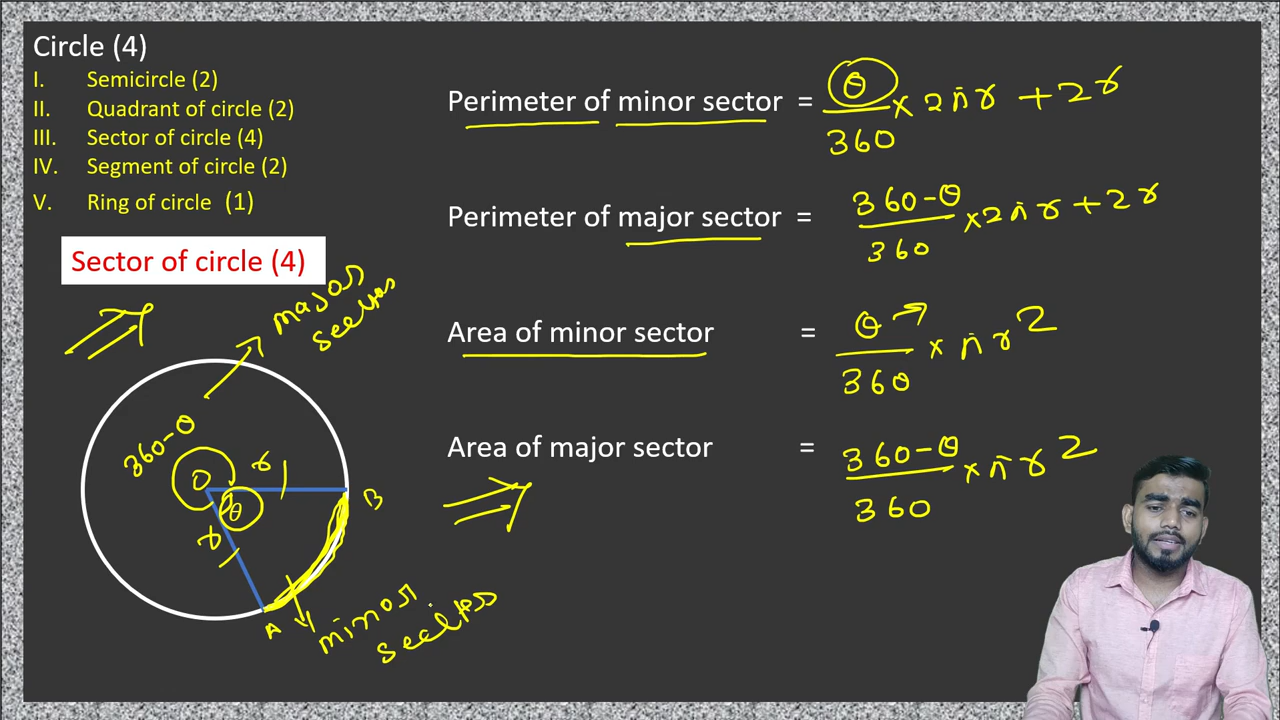 Circle (4)
I. Semicircle (2)
II. Quadrant of circle (2)
III. Sector of circle (4)
IV. Segment of circle (2)
V. Ring of circle (1)
Sector of circle (4)
Perimeter of minor sector = θ/360 × 2πr + 2r
Perimeter of major sector = 360-θ/360 × 2πr + 2r
Area of minor sector = θ/360 × πr²
Area of major sector = 360-θ/360 × πr²
major
sector
360-θ
O
r
B
θ
r
A
minor
sector